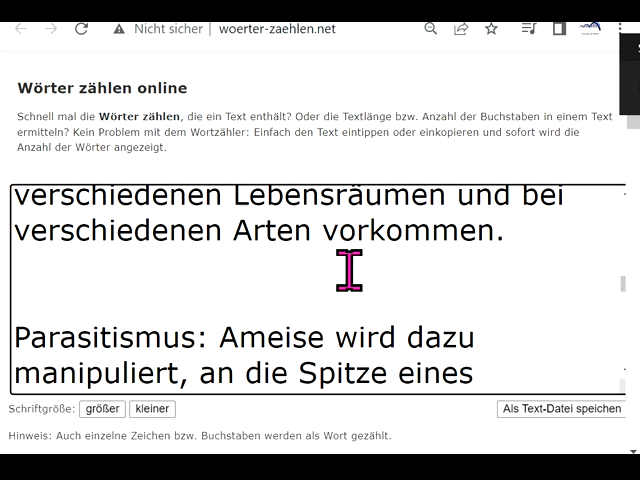 Nicht sicher | woerter-zaehlen.net
Wörter zählen online
Schnell mal die Wörter zählen, die ein Text enthält? Oder die Textlänge bzw. Anzahl der Buchstaben in einem Text
ermitteln? Kein Problem mit dem Wortzähler: Einfach den Text eintippen oder einkopieren und sofort wird die
Anzahl der Wörter angezeigt.
verschiedenen Lebensräumen und bei
verschiedenen Arten vorkommen.
Parasitismus: Ameise wird dazu
manipuliert, an die Spitze eines
Schriftgröße: größer kleiner Als Text-Datei speichen
Hinweis: Auch einzelne Zeichen bzw. Buchstaben werden als Wort gezählt.